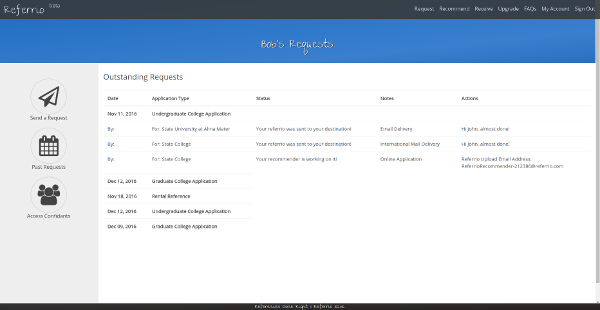 Referrio beta
Request Recommend Receive Upgrade FAQs My Account Sign Out
Bob's Requests
Outstanding Requests
Send a Request
Past Requests
Access Confidants
Date Application Type Status Notes Actions
Nov 11, 2016 Undergraduate College Application
By: For: State University at Alma Mater Your referrio was sent to your destination! Email Delivery Hi John, almost done!
By: For: State College Your referrio was sent to your destination! International Mail Delivery Hi John, almost done!
By: For: State College Your recommender is working on it! Online Application Referrio Upload Email Address
ReferrioRecommender-212586@referrio.com
Dec 12, 2016 Graduate College Application
Nov 18, 2016 Rental Reference
Dec 12, 2016 Undergraduate College Application
Dec 09, 2016 Graduate College Application
References Done Right | Referrio